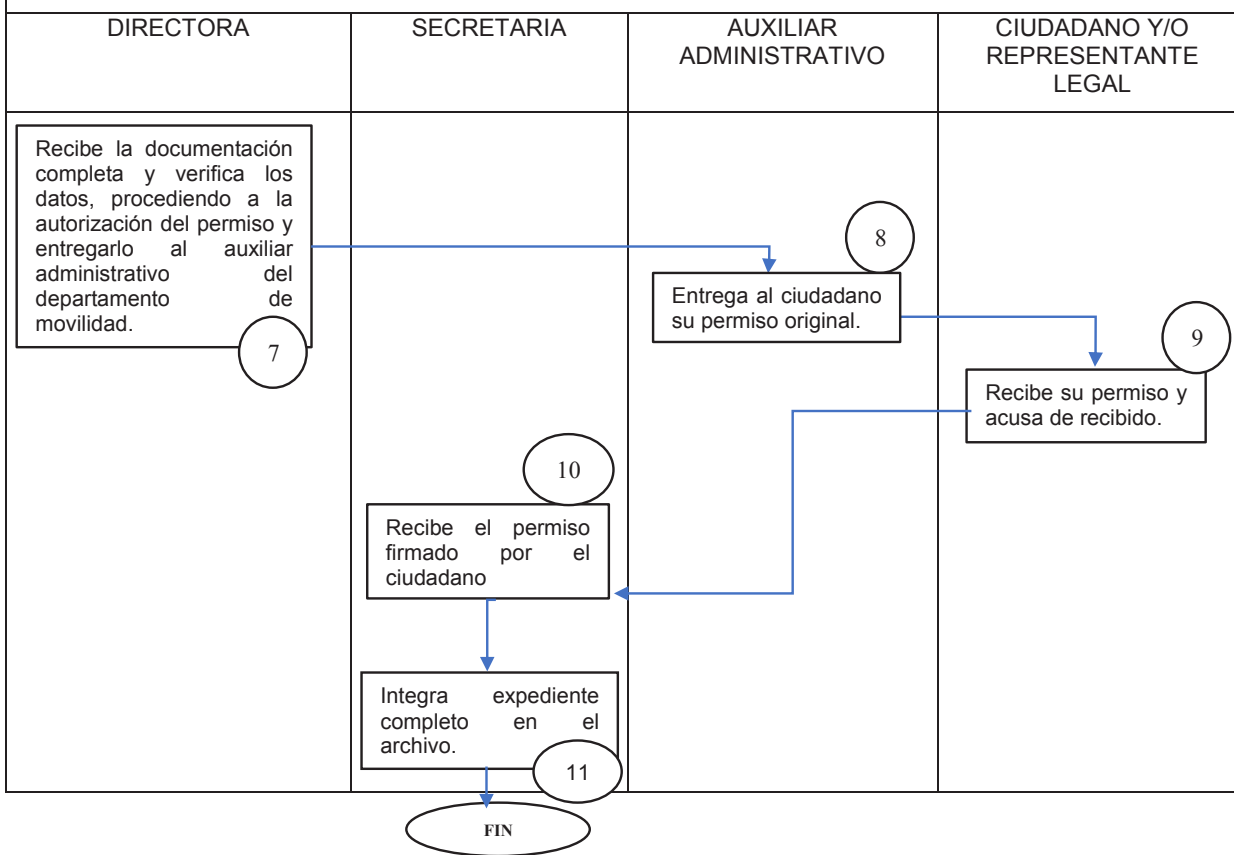 DIRECTORA
SECRETARIA
AUXILIAR
ADMINISTRATIVO
CIUDADANO Y/O
REPRESENTANTE
LEGAL
Recibe la documentación
completa y verifica los
datos, procediendo a la
autorización del permiso y
entregarlo al auxiliar
administrativo del
departamento de
movilidad.
7
8
Entrega al ciudadano
su permiso original.
9
Recibe su permiso y
acusa de recibido.
10
Recibe el permiso
firmado por el
ciudadano
Integra expediente
completo en el
archivo.
11
FIN